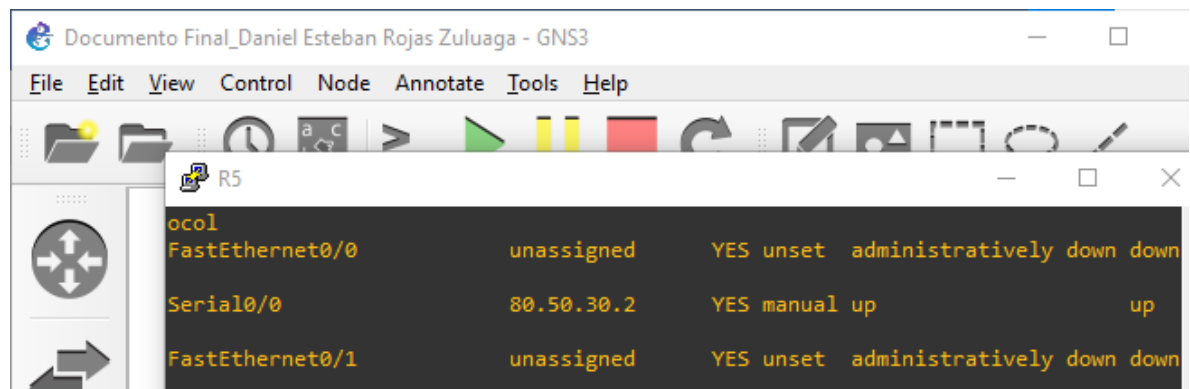 Documento Final_Daniel Esteban Rojas Zuluaga - GNS3
File Edit View Control Node Annotate Tools Help
R5
ocol
FastEthernet0/0 unassigned YES unset administratively down down
Serial0/0 80.50.30.2 YES manual up up
FastEthernet0/1 unassigned YES unset administratively down down